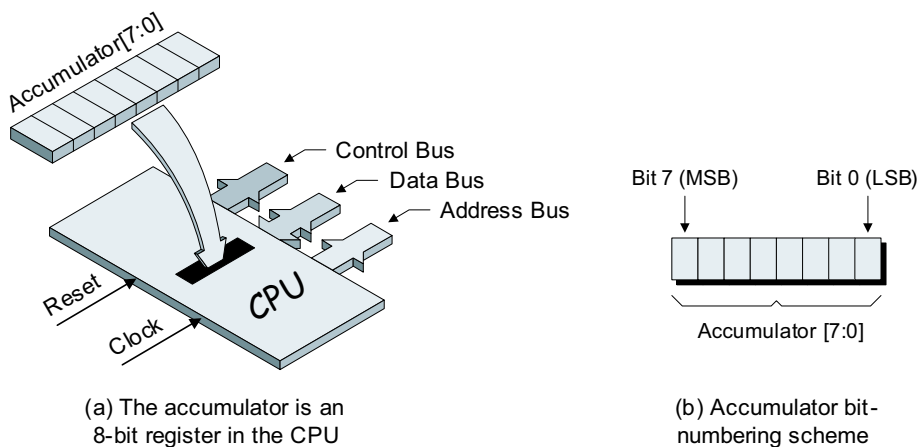 Accumulator[7:0]
Control Bus
Data Bus
Address Bus
CPU
Reset
Clock
(a) The accumulator is an
8-bit register in the CPU
Bit 7 (MSB)
Bit 0 (LSB)
Accumulator [7:0]
(b) Accumulator bit-
numbering scheme